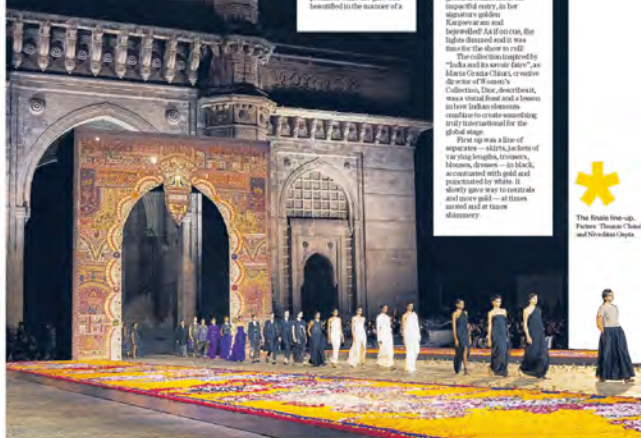 beautified in the manner of a
impactful entry, in her
signature golden
Kanjeevaram and
bejewelled! As if on cue, the
lights dimmed and it was
time for the show to roll!
The collection inspired by
"India and its savoir faire", as
Maria Grazia Chiuri, creative
director of Women's
Collection, Dior, describes it,
was a visual feast and a lesson
in how Indian elements
combine to create something
truly international for the
global stage.
First up was a line of
separates — skirts, jackets of
varying lengths, trousers,
blouses, dresses — in black,
accentuated with gold and
punctuated by white. It
slowly gave way to neutrals
and more gold — at times
muted and at times
shimmery.
The finale line-up.
Picture: Thomas
and Niveditaa Gupta